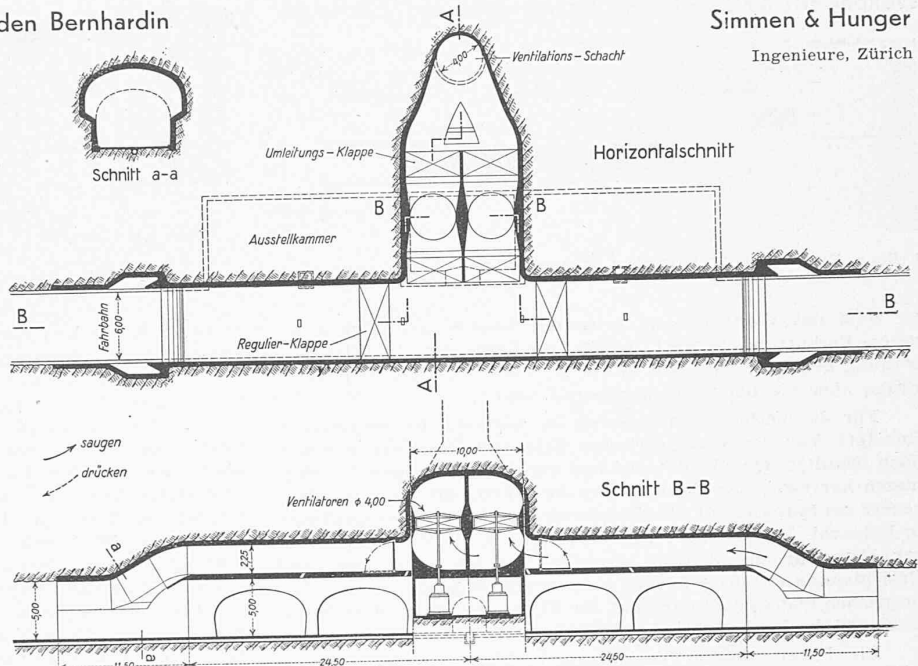 den Bernhardin
Simmen & Hunger
Ingenieure, Zürich
A
4,00
Ventilations-Schacht
Umleitungs-Klappe
Horizontalschnitt
Schnitt a-a
B
B
Ausstellkammer
B
Fahrbahn
6,00
Regulier-Klappe
B
A
saugen
drücken
10,00
Ventilatoren ϕ 4,00
Schnitt B-B
a
2,25
5,00
5,00
a
11,50
24,50
24,50
11,50